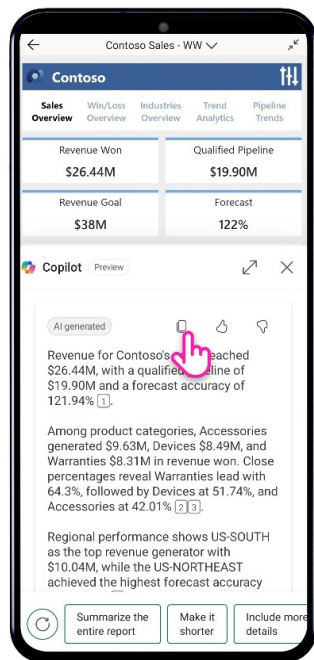 Contoso Sales - WW
Contoso
Sales Overview
Win/Loss Overview
Industries Overview
Trend Analytics
Pipeline Trends
Revenue Won
$26.44M
Qualified Pipeline
$19.90M
Revenue Goal
$38M
Forecast
122%
Copilot Preview
AI generated
Revenue for Contoso's eached
$26.44M, with a qualified line of
$19.90M and a forecast accuracy of
121.94% 1.
Among product categories, Accessories
generated $9.63M, Devices $8.49M, and
Warranties $8.31M in revenue won. Close
percentages reveal Warranties lead with
64.3%, followed by Devices at 51.74%, and
Accessories at 42.01% 2 3.
Regional performance shows US-SOUTH
as the top revenue generator with
$10.04M, while the US-NORTHEAST
achieved the highest forecast accuracy
Summarize the
entire report
Make it
shorter
Include more
details